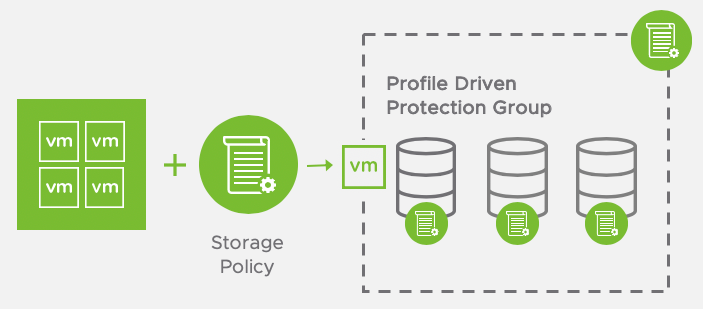 vm vm
vm vm
Storage
Policy
vm
Profile Driven
Protection Group